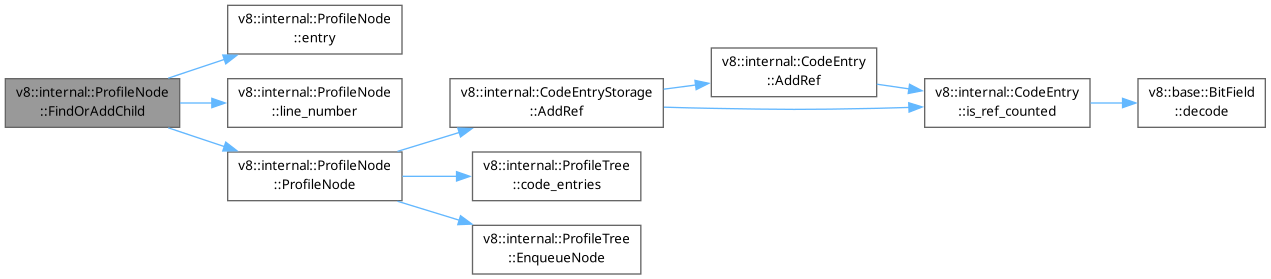 v8::internal::ProfileNode
::FindOrAddChild
v8::internal::ProfileNode
::entry
v8::internal::ProfileNode
::line_number
v8::internal::ProfileNode
::ProfileNode
v8::internal::CodeEntryStorage
::AddRef
v8::internal::ProfileTree
::code_entries
v8::internal::ProfileTree
::EnqueueNode
v8::internal::CodeEntry
::AddRef
v8::internal::CodeEntry
::is_ref_counted
v8::base::BitField
::decode